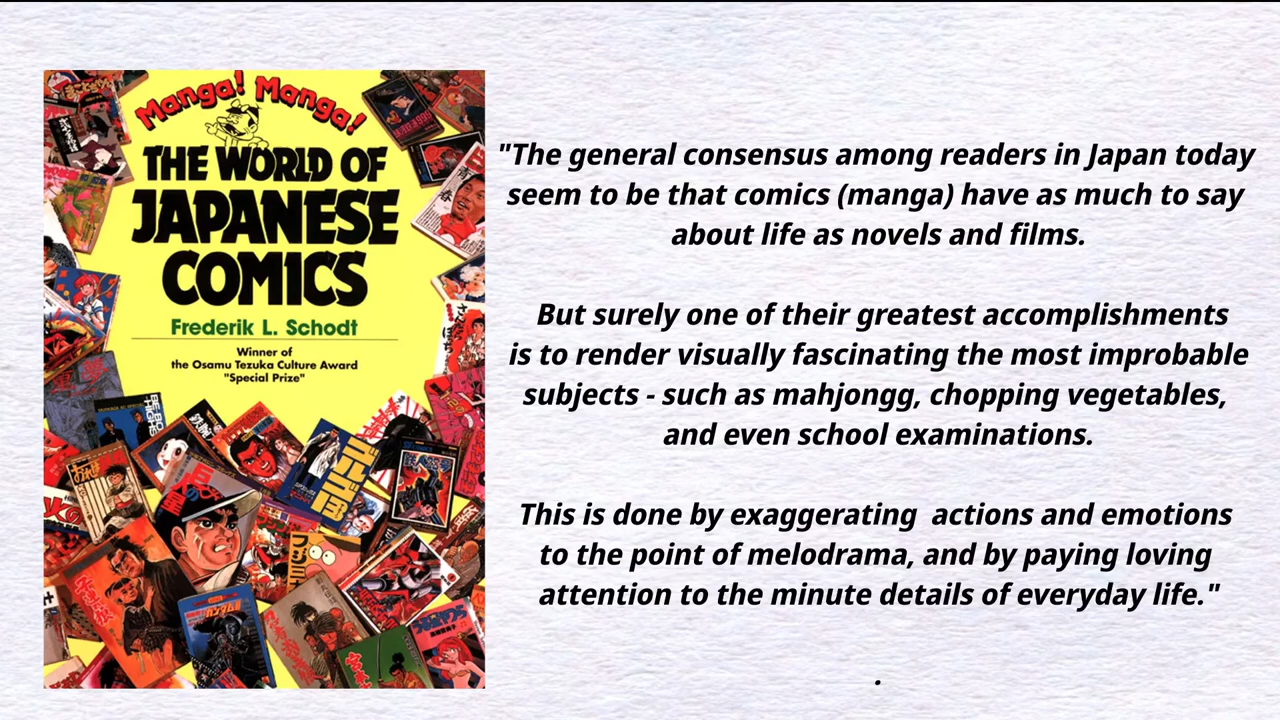 Manga! Manga!
THE WORLD OF
JAPANESE
COMICS
Frederik L. Schodt
Winner of
the Osamu Tezuka Culture Award
"Special Prize"
"The general consensus among readers in Japan today
seem to be that comics (manga) have as much to say
about life as novels and films.
But surely one of their greatest accomplishments
is to render visually fascinating the most improbable
subjects - such as mahjongg, chopping vegetables,
and even school examinations.
This is done by exaggerating  actions and emotions
to the point of melodrama, and by paying loving
attention to the minute details of everyday life."
.